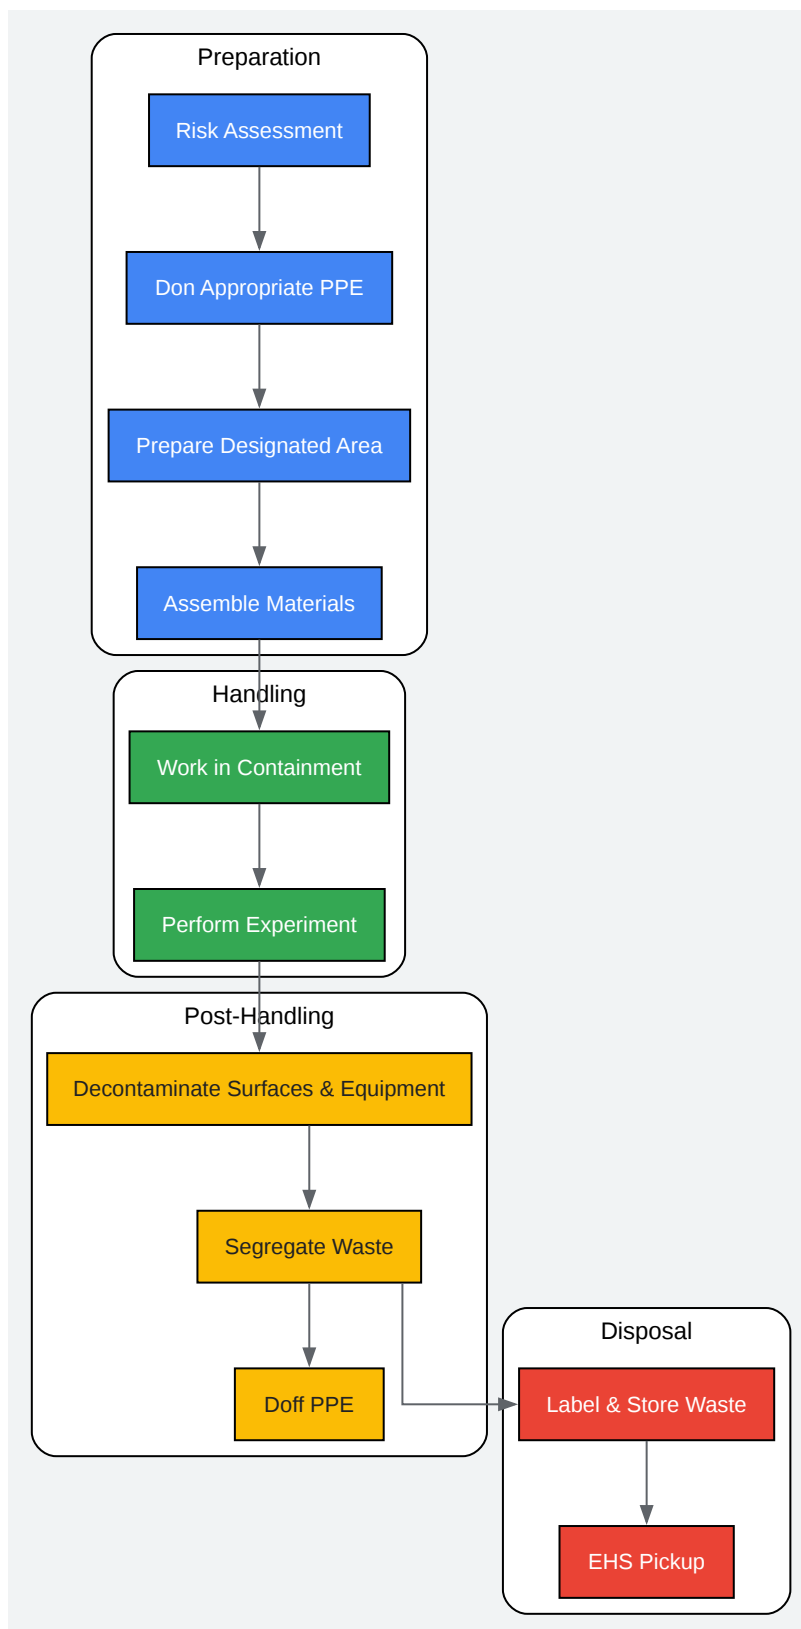 Preparation
Risk Assessment
Don Appropriate PPE
Prepare Designated Area
Assemble Materials
Handling
Work in Containment
Perform Experiment
Post-Handling
Decontaminate Surfaces & Equipment
Segregate Waste
Doff PPE
Disposal
Label & Store Waste
EHS Pickup